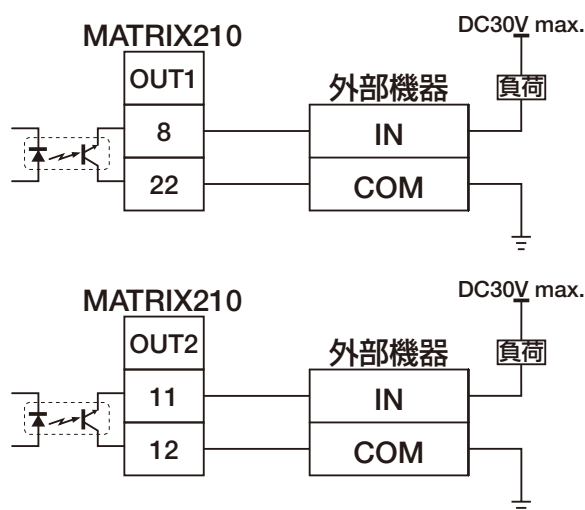 DC30V max.
MATRIX210
OUT1
外部機器
負荷
8
IN
22
COM
DC30V max.
MATRIX210
OUT2
外部機器
負荷
11
IN
12
COM